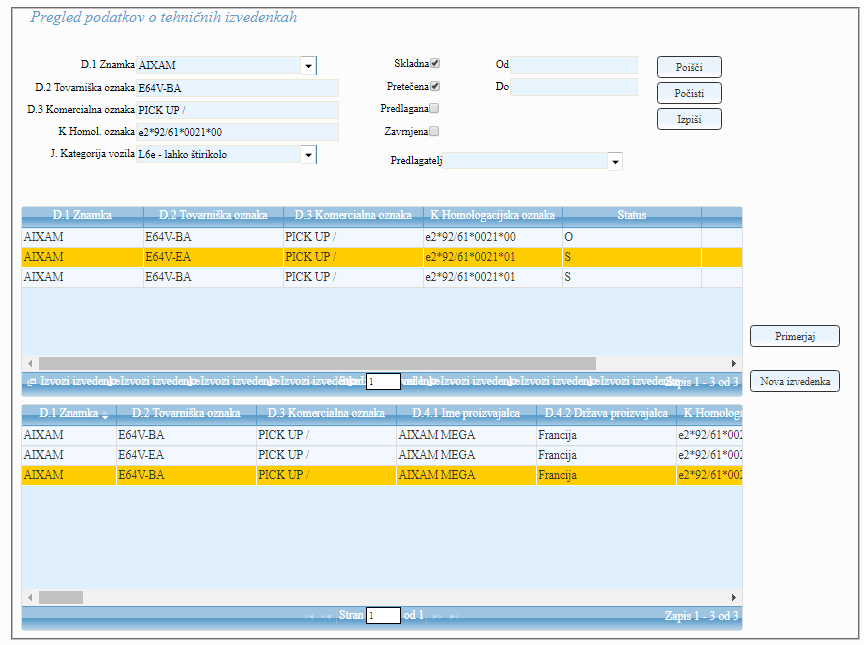 Pregled podatkov o tehničnih izvedenkah
D.1 Znamka AIXAM Skladna Od Poišči
D.2 Tovarniška oznaka E64V-BA Pretečena Do Počisti
D.3 Komercialna oznaka PICK UP / Predlagana Izpiši
K Homol. oznaka e2*92/61*0021*00 Zavrnjena
J. Kategorija vozila L6e - lahko štirikolo Predlagatelj
D.1 Znamka D.2 Tovarniška oznaka D.3 Komercialna oznaka K Homologacijska oznaka Status
AIXAM E64V-BA PICK UP / e2*92/61*0021*00 O
AIXAM E64V-EA PICK UP / e2*92/61*0021*01 S
AIXAM E64V-BA PICK UP / e2*92/61*0021*01 S
Primerjaj
Izvozi izvedenke Izvozi izvedenke Izvozi izvedenke Izvozi 1 Izvozi izvedenke Izvozi izvedenke Izvozi Zapis 1 - 3 od 3
Nova izvedenka
D.1 Znamka D.2 Tovarniška oznaka D.3 Komercialna oznaka D.4.1 Ime proizvajalca D.4.2 Država proizvajalca K Homologa
AIXAM E64V-BA PICK UP / AIXAM MEGA Francija e2*92/61*002
AIXAM E64V-EA PICK UP / AIXAM MEGA Francija e2*92/61*002
AIXAM E64V-BA PICK UP / AIXAM MEGA Francija e2*92/61*002
Stran 1 od 1 Zapis 1 - 3 od 3